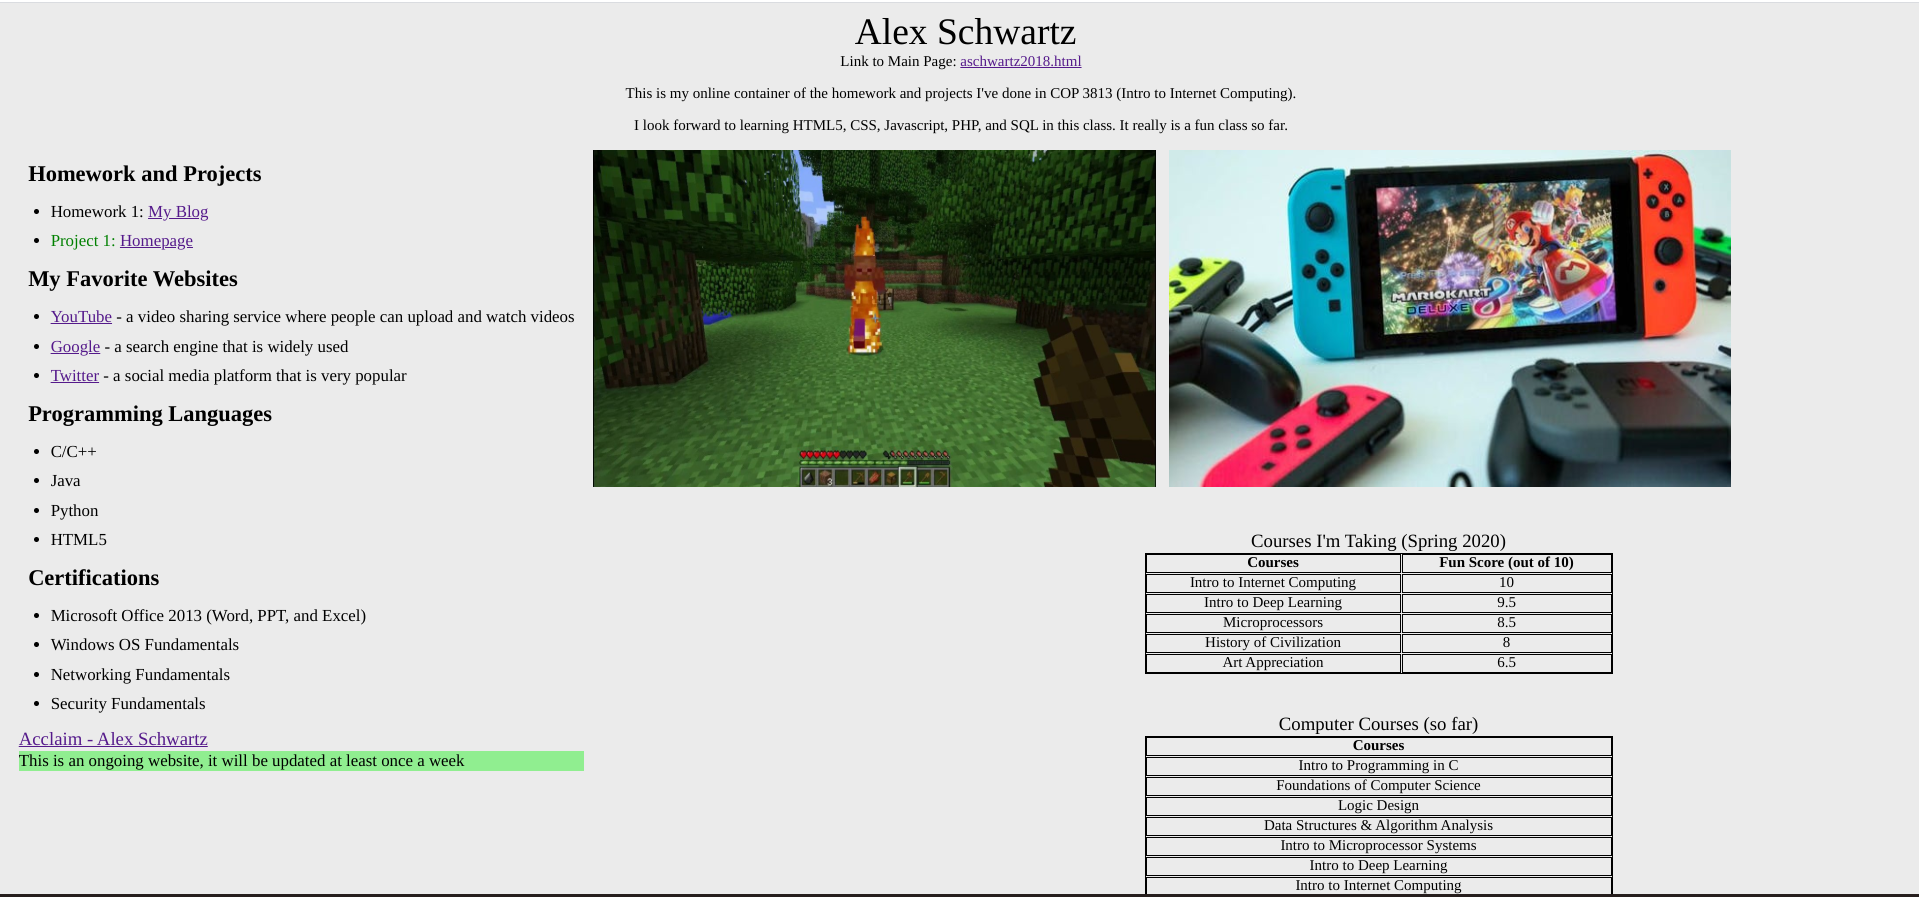 Alex Schwartz
Link to Main Page: aschwartz2018.html
This is my online container of the homework and projects I've done in COP 3813 (Intro to Internet Computing).
I look forward to learning HTML5, CSS, Javascript, PHP, and SQL in this class. It really is a fun class so far.
Homework and Projects
Homework 1: My Blog
Project 1: Homepage
My Favorite Websites
YouTube - a video sharing service where people can upload and watch videos
Google - a search engine that is widely used
Twitter - a social media platform that is very popular
Programming Languages
C/C++
Java
Python
HTML5
Certifications
Microsoft Office 2013 (Word, PPT, and Excel)
Windows OS Fundamentals
Networking Fundamentals
Security Fundamentals
Acclaim - Alex Schwartz
This is an ongoing website, it will be updated at least once a week
3
X
Y A
B
MARIOKART 8
DELUXE
Courses I'm Taking (Spring 2020)
Courses Fun Score (out of 10)
Intro to Internet Computing 10
Intro to Deep Learning 9.5
Microprocessors 8.5
History of Civilization 8
Art Appreciation 6.5
Computer Courses (so far)
Courses
Intro to Programming in C
Foundations of Computer Science
Logic Design
Data Structures & Algorithm Analysis
Intro to Microprocessor Systems
Intro to Deep Learning
Intro to Internet Computing